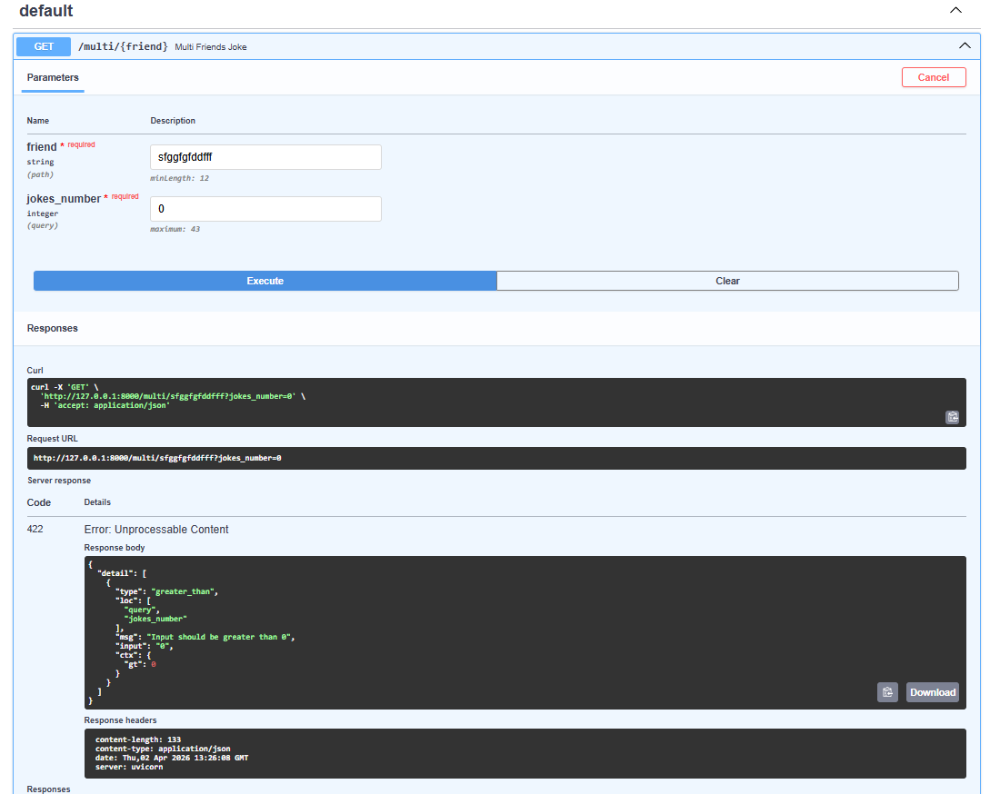 default
GET /multi/{friend} Multi Friends Joke
Parameters
Cancel
Name Description
friend * required
string
(path)
sfggfgfddfff
minLength: 12
jokes_number * required
integer
(query)
0
maximum: 43
Execute
Clear
Responses
Curl
curl -X 'GET' \
'http://127.0.0.1:8000/multi/sfggfgfddfff?jokes_number=0' \
-H 'accept: application/json'
Request URL
http://127.0.0.1:8000/multi/sfggfgfddfff?jokes_number=0
Server response
Code Details
422 Error: Unprocessable Content
Response body
{
"detail": [
{
"type": "greater_than",
"loc": [
"query",
"jokes_number"
],
"msg": "Input should be greater than 0",
"input": "0",
"ctx": {
"gt": 0
}
}
]
}
Download
Response headers
content-length: 133
content-type: application/json
date: Thu,02 Apr 2026 13:26:08 GMT
server: uvicorn
Responses